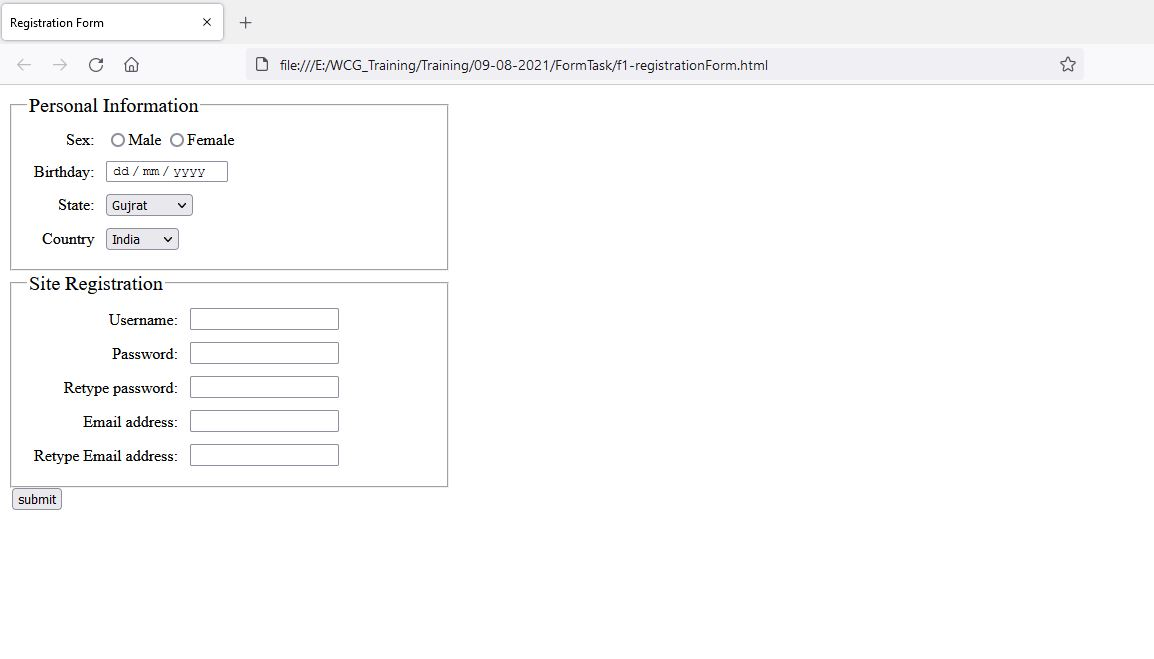 Registration Form
file:///E:/WCG_Training/Training/09-08-2021/FormTask/f1-registrationForm.html
Personal Information
Sex: Male Female
Birthday: dd / mm / yyyy
State: Gujrat
Country India
Site Registration
Username:
Password:
Retype password:
Email address:
Retype Email address:
submit